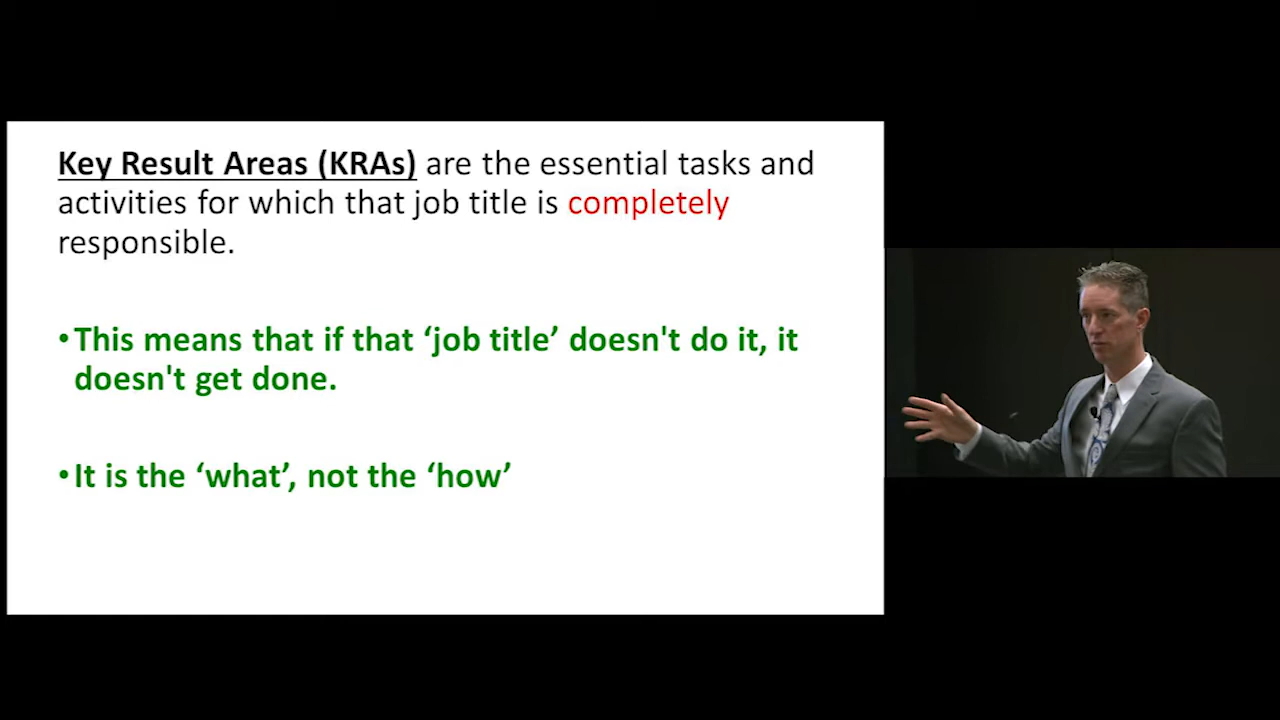 Key Result Areas (KRAs) are the essential tasks and
activities for which that job title is completely
responsible.
•This means that if that ‘job title’ doesn't do it, it
doesn't get done.
•It is the ‘what’, not the ‘how’